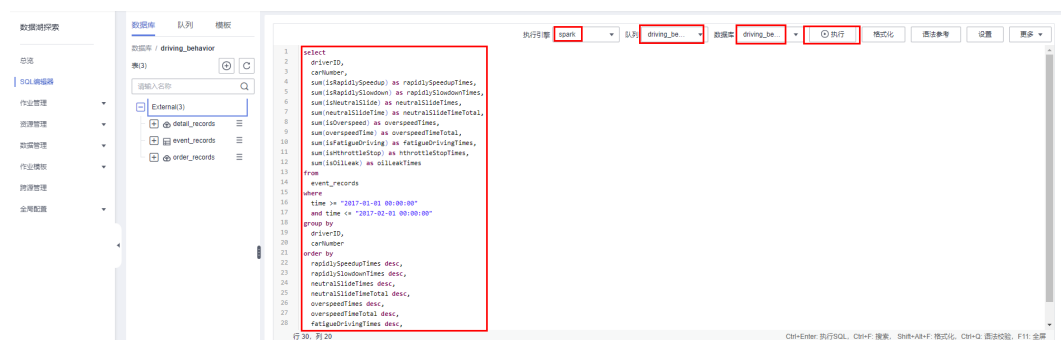 数据湖探索
总览
SQL编辑器
作业管理
资源管理
数据管理
作业模板
跨源管理
全局配置
数据库 队列 模板
数据库 / driving_behavior
表(3)
请输入名称
External(3)
detail_records
event_records
order_records
执行引擎 spark 队列 driving_be... 数据库 driving_be... 执行 格式化 语法参考 设置 更多
1 select
2 driverID,
3 carNumber,
4 sum(isRapidlySpeedup) as rapidlySpeedupTimes,
5 sum(isRapidlySlowdown) as rapidlySlowdownTimes,
6 sum(isNeutralSlide) as neutralSlideTimes,
7 sum(neutralSlideTime) as neutralSlideTimeTotal,
8 sum(isOverspeed) as overspeedTimes,
9 sum(overspeedTime) as overspeedTimeTotal,
10 sum(isFatigueDriving) as fatigueDrivingTimes,
11 sum(isHthrottleStop) as hthrottleStopTimes,
12 sum(isOilLeak) as oilLeakTimes
13 from
14 event_records
15 where
16 time >= "2017-01-01 00:00:00"
17 and time <= "2017-02-01 00:00:00"
18 group by
19 driverID,
20 carNumber
21 order by
22 rapidlySpeedupTimes desc,
23 rapidlySlowdownTimes desc,
24 neutralSlideTimes desc,
25 neutralSlideTimeTotal desc,
26 overspeedTimes desc,
27 overspeedTimeTotal desc,
28 fatigueDrivingTimes desc,
行 30, 列 20
Ctrl+Enter: 执行SQL, Ctrl+F: 搜索, Shift+Alt+F: 格式化, Ctrl+Q: 语法校验, F11: 全屏